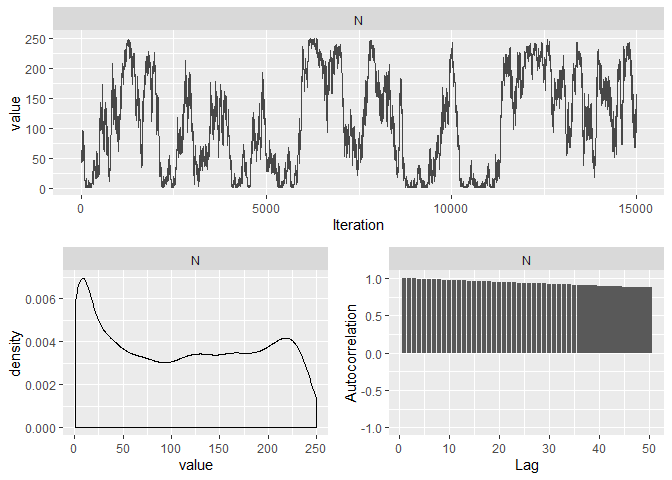 N
250
200
150
100
50
0
value
0 5000 10000 15000
Iteration
N
0.006
0.004
0.002
0.000
density
0 50 100 150 200 250
value
N
1.0
0.5
0.0
-0.5
-1.0
Autocorrelation
0 10 20 30 40 50
Lag